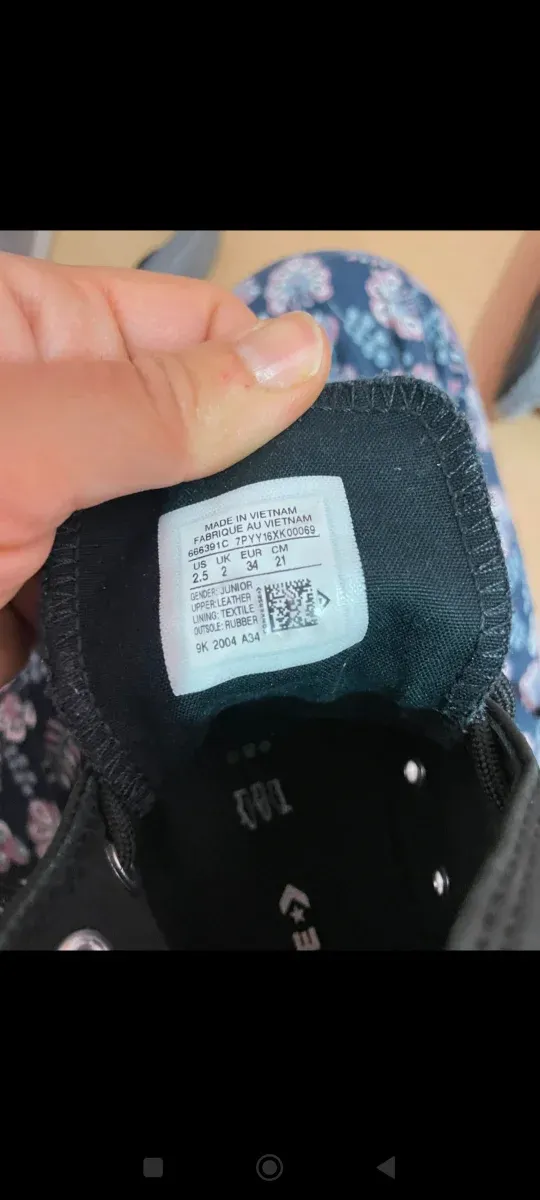 MADE IN VIETNAM
FABRIQUE AU VIETNAM
666391C 7PYY16XK00069
US UK EUR CM
2.5 2 34 21
GENDER: JUNIOR
UPPER: LEATHER
LINING: TEXTILE
OUTSOLE: RUBBER
9K 2004 A34